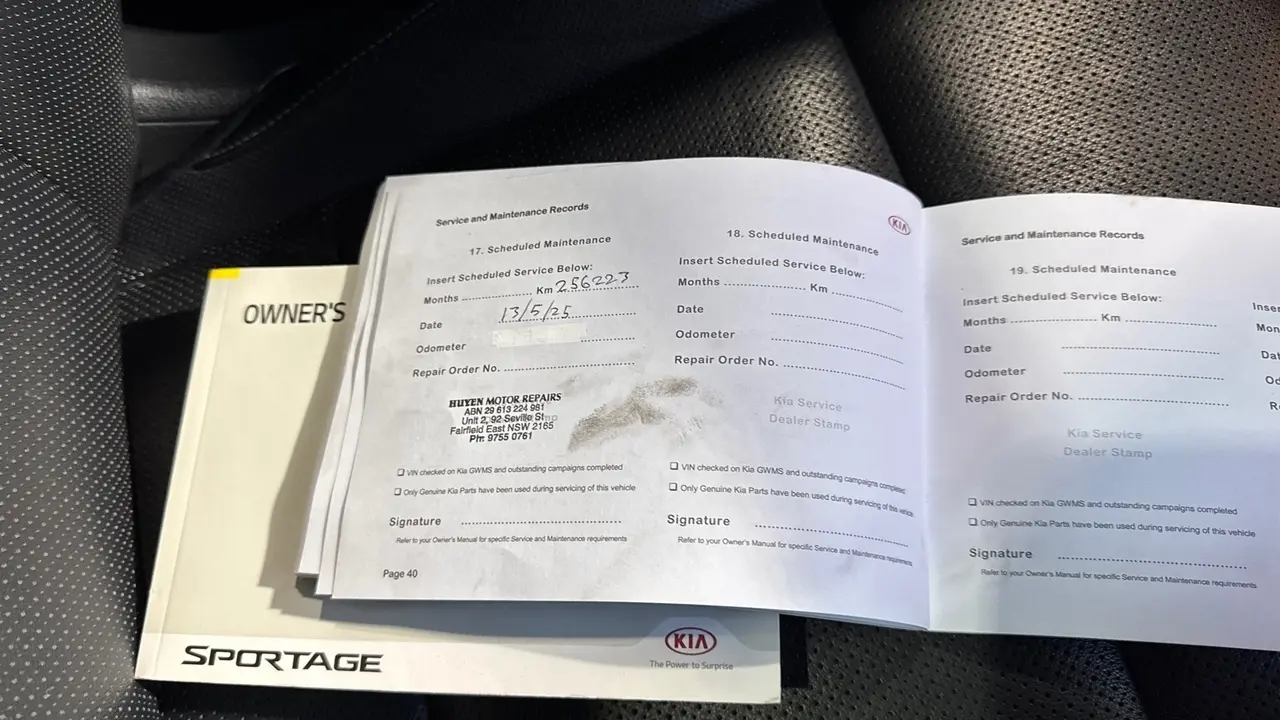 OWNER'S
Service and Maintenance Records
17. Scheduled Maintenance
Insert Scheduled Service Below:
Months .................... Km 256223
Date 13/5/25
Odometer
Repair Order No. ....................
HUYEN MOTOR REPAIRS
ABN 29 613 224 981
Unit 2, 92 Seville St
Fairfield East NSW 2165
Ph: 9755 0761
☐ VIN checked on Kia GWMS and outstanding campaigns completed
☐ Only Genuine Kia Parts have been used during servicing of this vehicle
Signature ....................
Refer to your Owner's Manual for specific Service and Maintenance requirements
Page 40
KIA
18. Scheduled Maintenance
Insert Scheduled Service Below:
Months .................... Km ....................
Date ....................
Odometer ....................
Repair Order No. ....................
Kia Service
Dealer Stamp
☐ VIN checked on Kia GWMS and outstanding campaigns completed
☐ Only Genuine Kia Parts have been used during servicing of this vehicle
Signature ....................
Refer to your Owner's Manual for specific Service and Maintenance requirements
Service and Maintenance Records
19. Scheduled Maintenance
Insert Scheduled Service Below:
Months .................... Km ....................
Date ....................
Odometer ....................
Repair Order No. ....................
Kia Service
Dealer Stamp
☐ VIN checked on Kia GWMS and outstanding campaigns completed
☐ Only Genuine Kia Parts have been used during servicing of this vehicle
Signature ....................
Refer to your Owner's Manual for specific Service and Maintenance requirements
SPORTAGE
KIA
The Power to Surprise